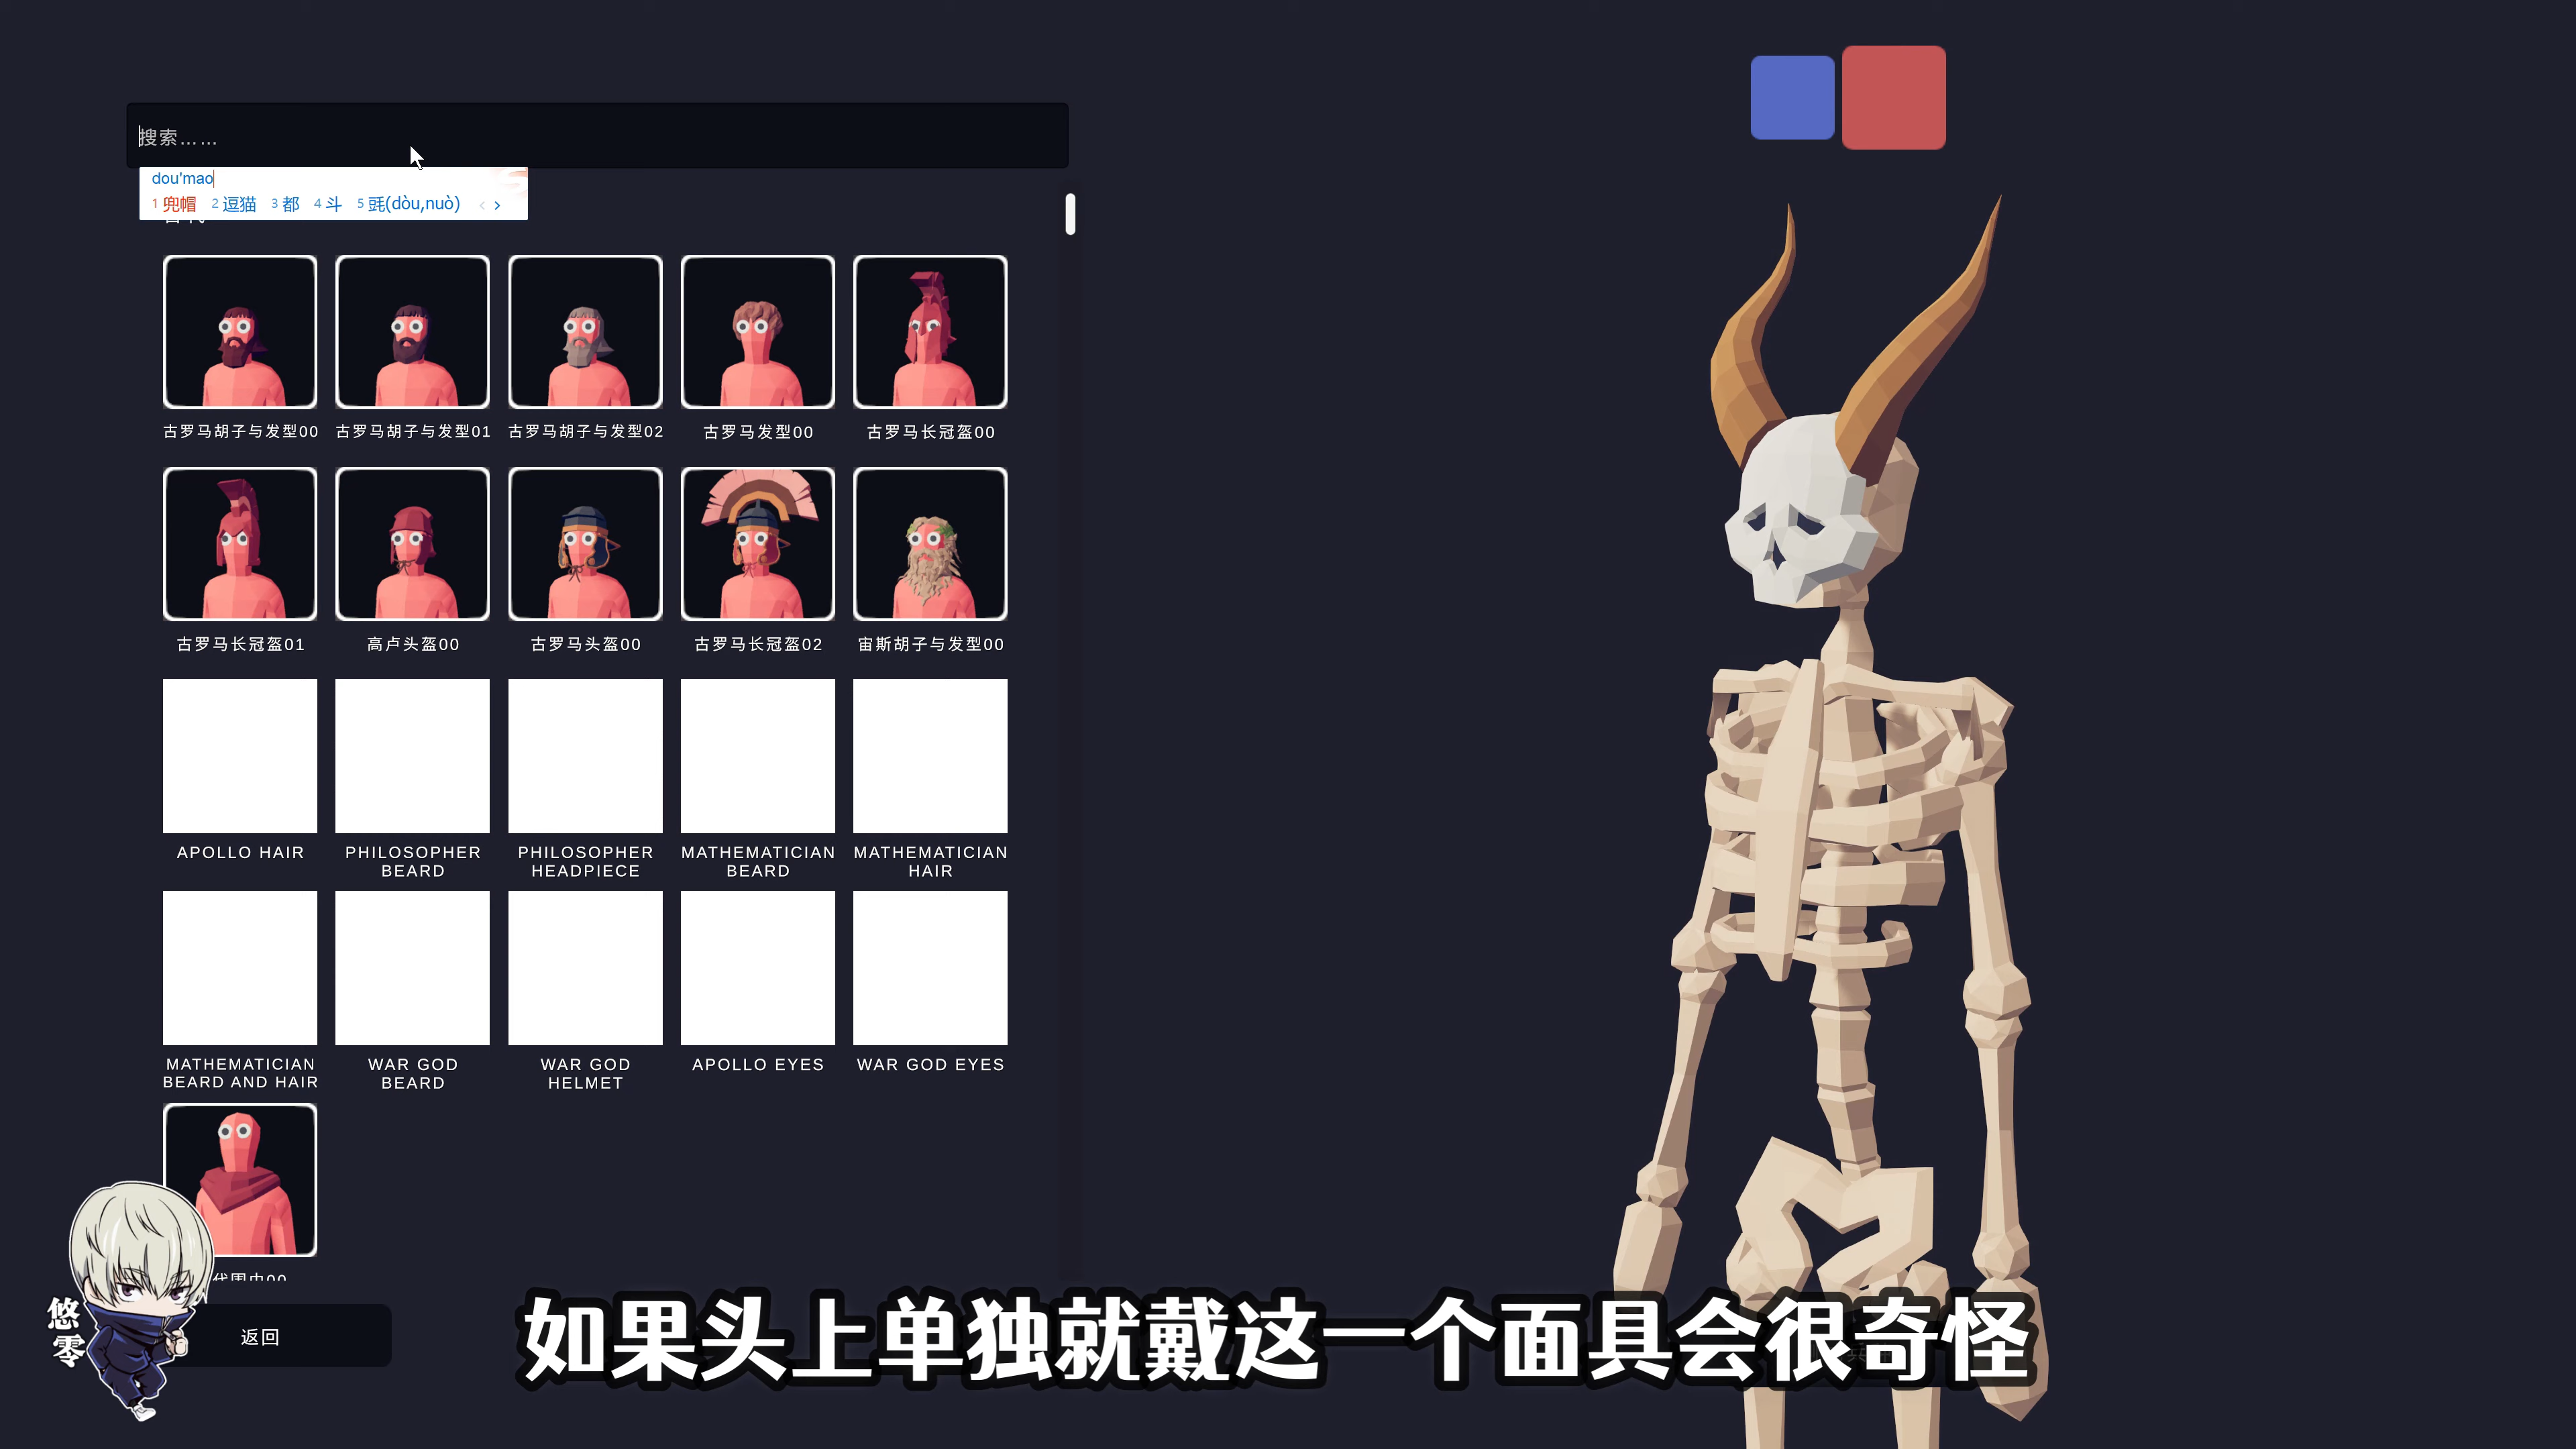 搜索……
dou'mao
1 兜帽 2 逗猫 3 都 4 斗 5 㲉(dòu,nuò)
古罗马胡子与发型00 古罗马胡子与发型01 古罗马胡子与发型02 古罗马发型00 古罗马长冠盔00
古罗马长冠盔01 高卢头盔00 古罗马头盔00 古罗马长冠盔02 宙斯胡子与发型00
APOLLO HAIR
PHILOSOPHER
BEARD
PHILOSOPHER
HEADPIECE
MATHEMATICIAN
BEARD
MATHEMATICIAN
HAIR
MATHEMATICIAN
BEARD AND HAIR
WAR GOD
BEARD
WAR GOD
HELMET
APOLLO EYES
WAR GOD EYES
返回
悠零
如果头上单独就戴这一个面具会很奇怪